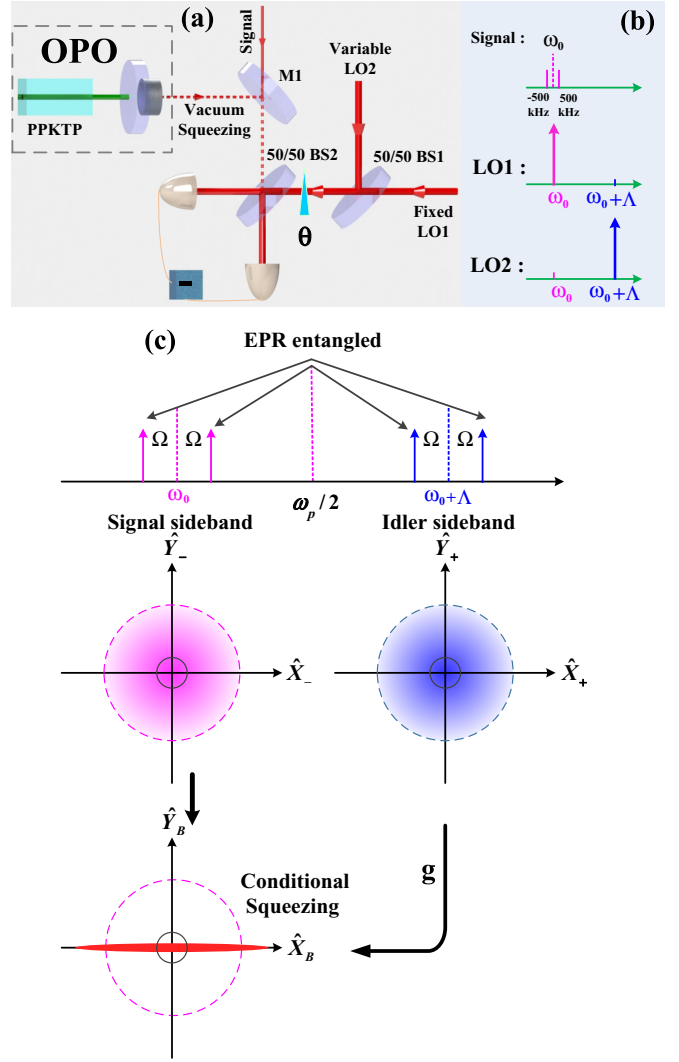 (a)
OPO
PPKTP
Vacuum
Squeezing
Signal
M1
Variable
LO2
50/50 BS2
50/50 BS1
θ
Fixed
LO1
(b)
Signal :
ω₀
-500
kHz
500
kHz
LO1 :
ω₀
ω₀+Λ
LO2 :
ω₀
ω₀+Λ
(c)
EPR entangled
Ω
Ω
Ω
Ω
ω₀
ωₚ/2
ω₀+Λ
Signal sideband
Idler sideband
Ŷ₋
Ŷ₊
X̂₋
X̂₊
Ŷ_B
g
Conditional
Squeezing
X̂_B